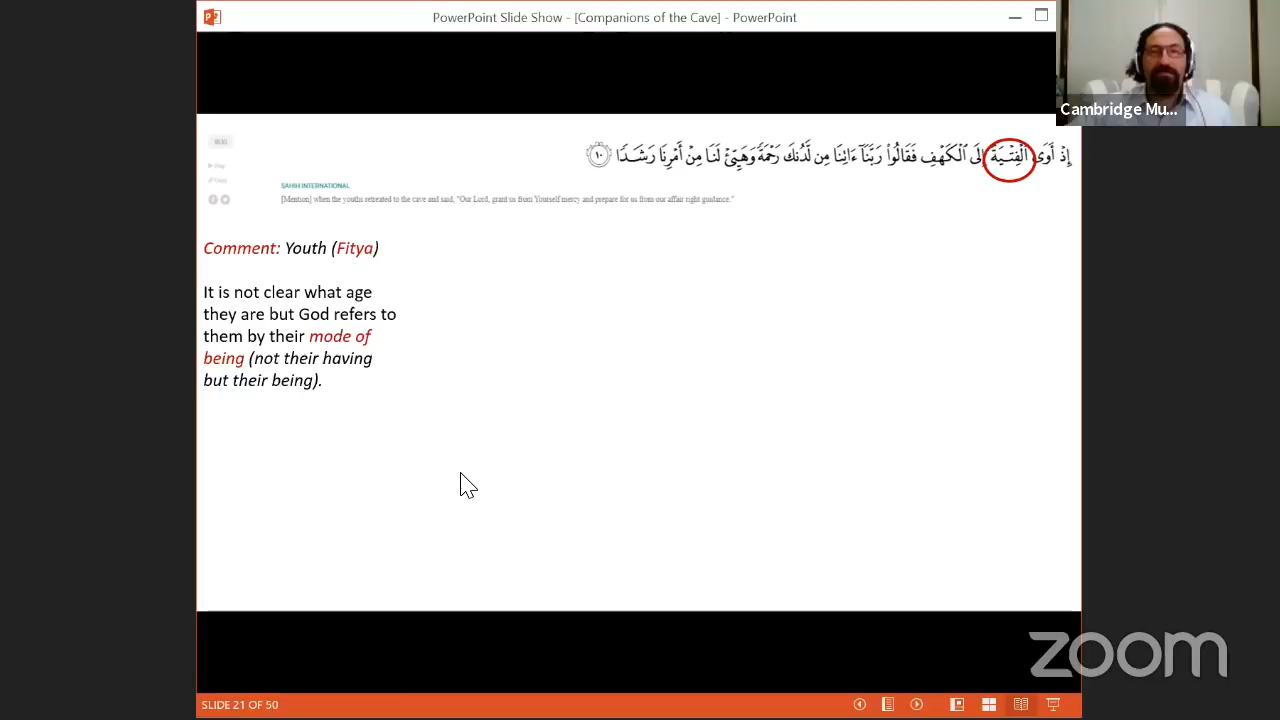 PowerPoint Slide Show - [Companions of the Cave] - PowerPoint
Cambridge Mu...
إِذْ أَوَى ٱلْفِتْيَةُ إِلَى ٱلْكَهْفِ فَقَالُوا۟ رَبَّنَآ ءَاتِنَا مِن لَّدُنكَ رَحْمَةً وَهَيِّئْ لَنَا مِنْ أَمْرِنَا رَشَدًا ١٠
Play
Copy
SAHIH INTERNATIONAL
[Mention] when the youths retreated to the cave and said, "Our Lord, grant us from Yourself mercy and prepare for us from our affair right guidance."
Comment: Youth (Fitya)
It is not clear what age
they are but God refers to
them by their mode of
being (not their having
but their being).
zoom
SLIDE 21 OF 50